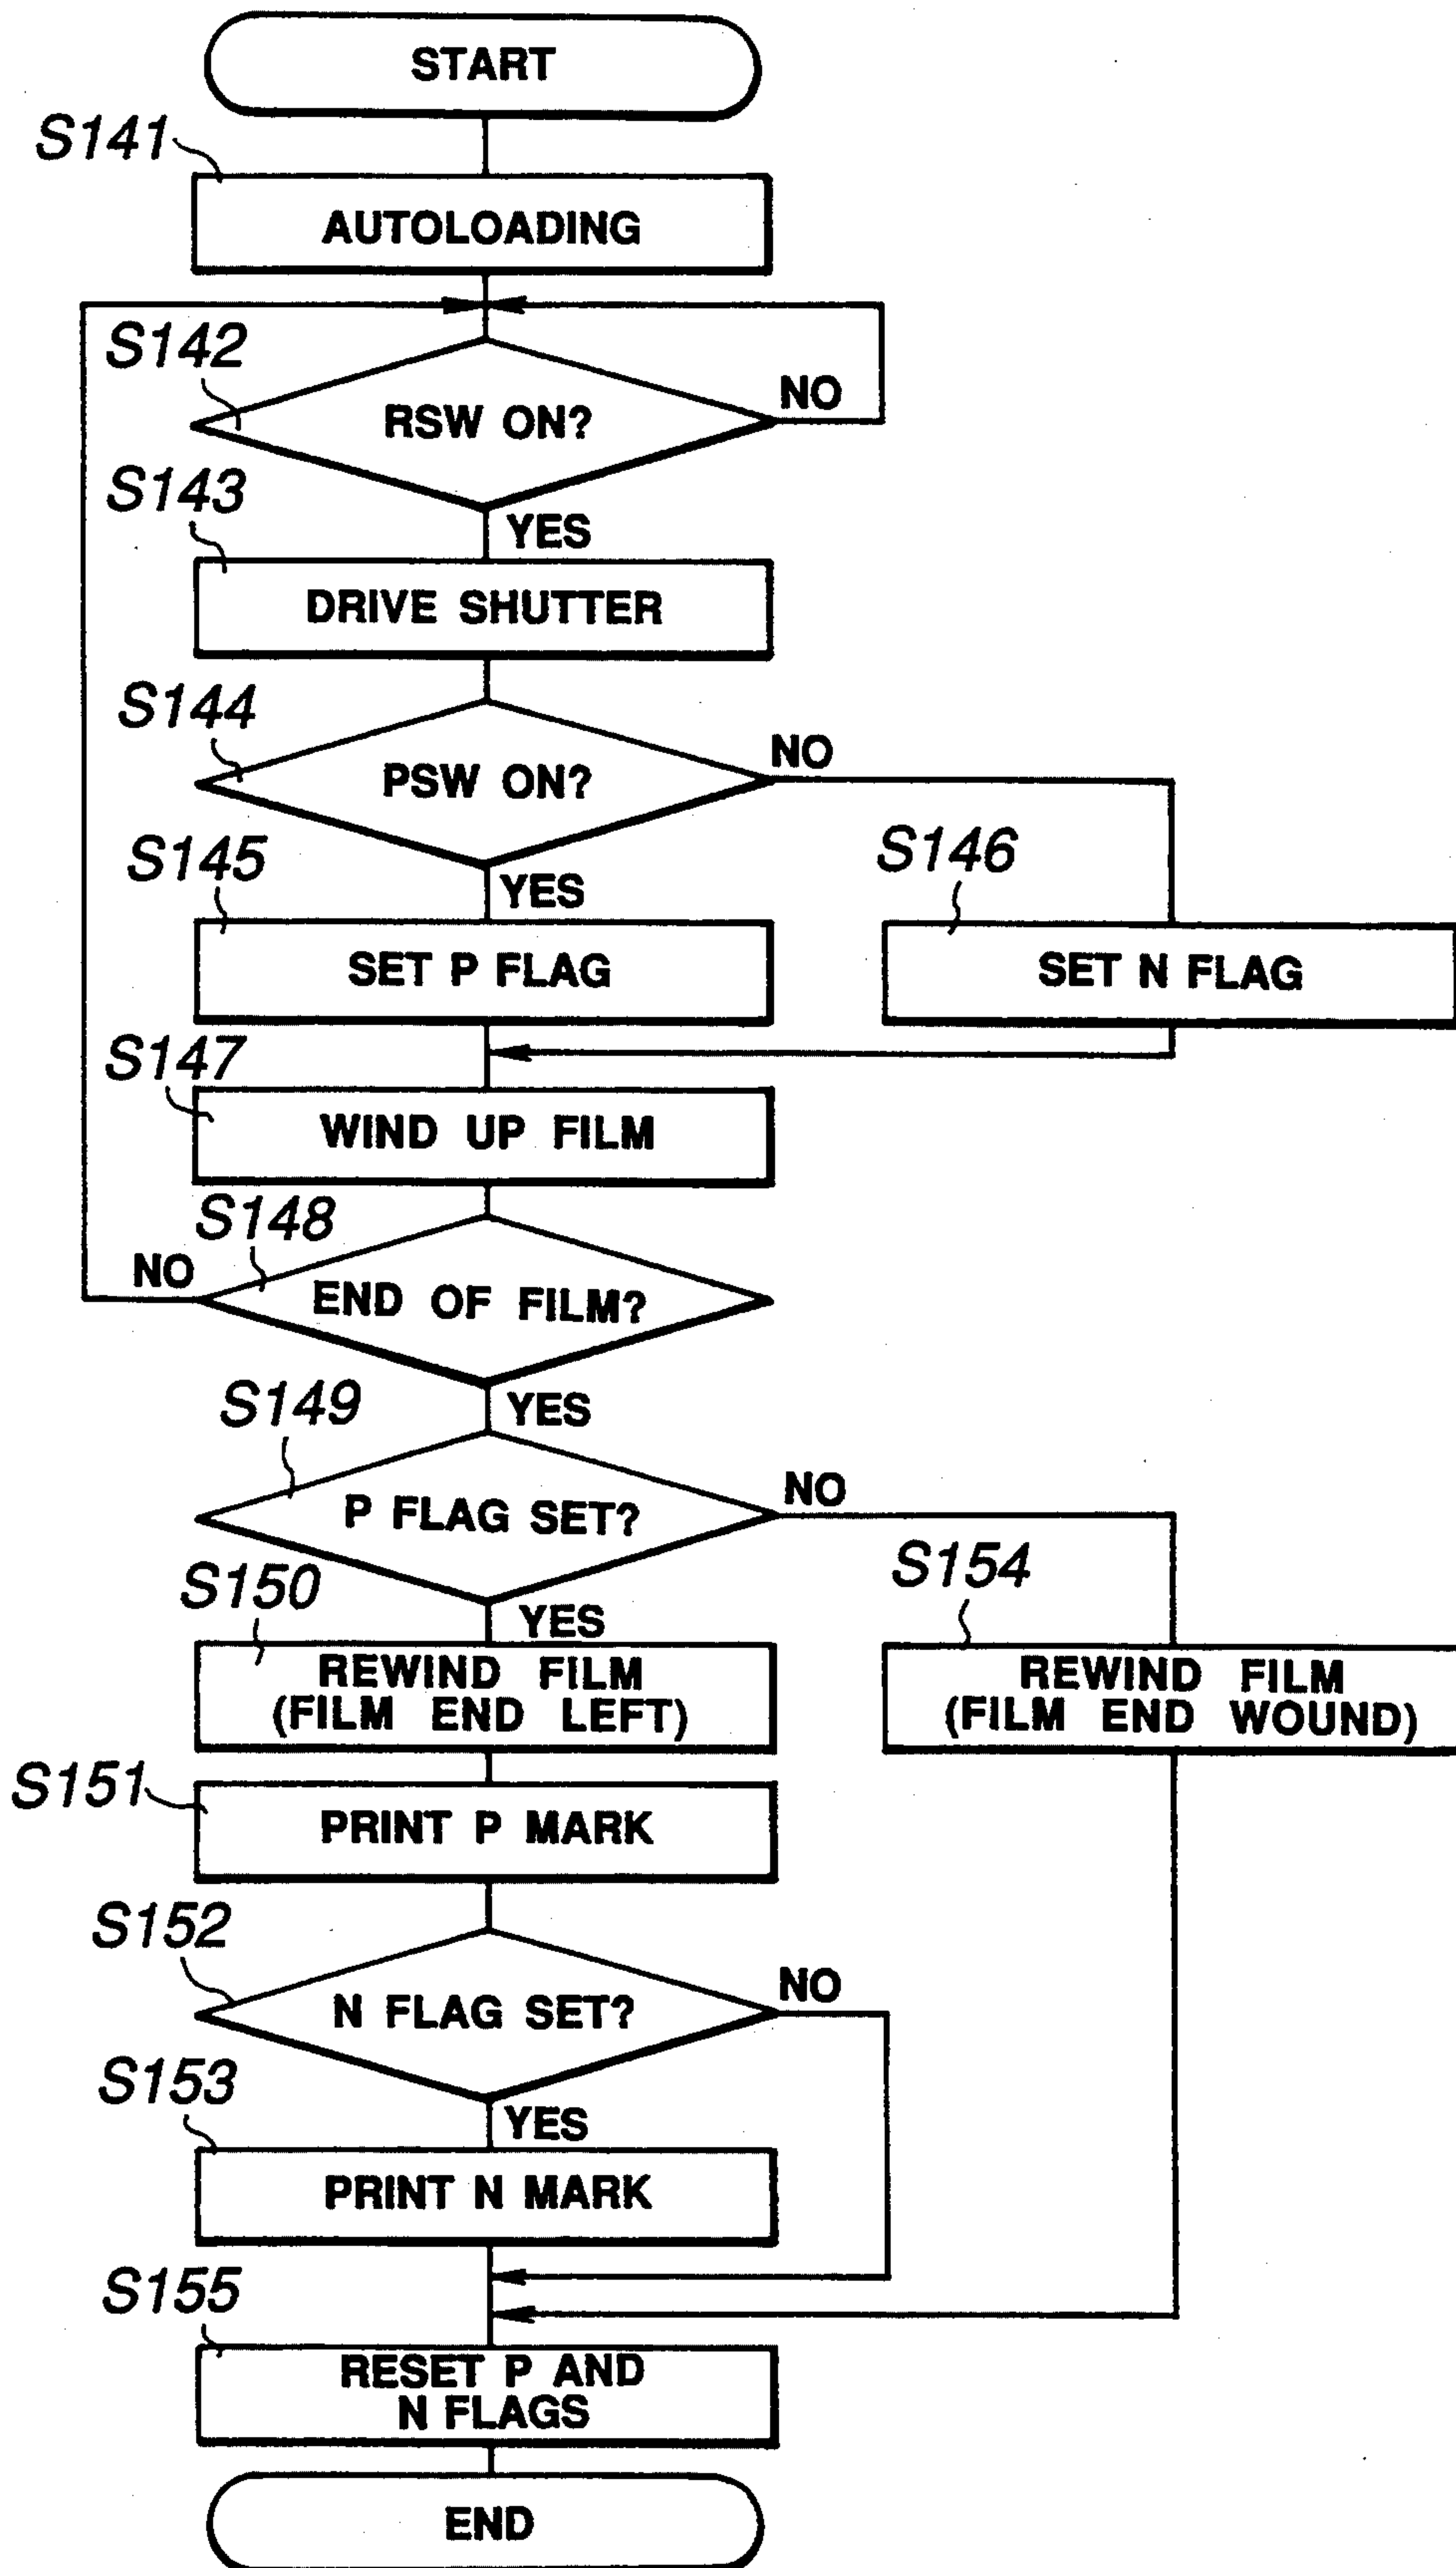 START
S141
AUTOLOADING
S142
RSW ON?
NO
S143
YES
DRIVE SHUTTER
S144
PSW ON?
NO
S145
YES
S146
SET P FLAG
SET N FLAG
S147
WIND UP FILM
S148
NO
END OF FILM?
S149
YES
P FLAG SET?
NO
S150
YES
S154
REWIND FILM
(FILM END LEFT)
REWIND FILM
(FILM END WOUND)
S151
PRINT P MARK
S152
N FLAG SET?
NO
S153
YES
PRINT N MARK
S155
RESET P AND
N FLAGS
END